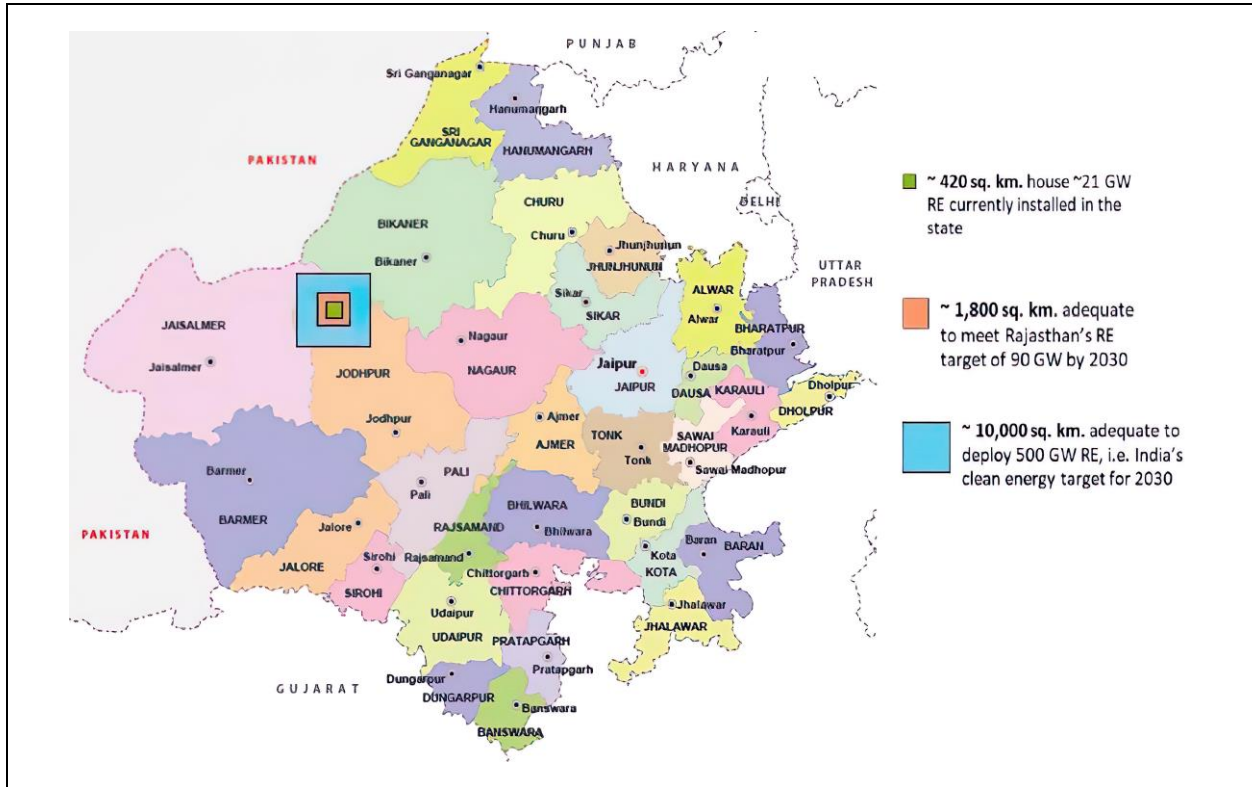 PUNJAB
Sri Ganganagar
Hanumangarh
SRI
GANGANAGAR
PAKISTAN
HANUMANGARH
HARYANA
CHURU
DELHI
BIKANER
Churu
Jhunjhunun
Bikaner
JHUNJHUNUN
UTTAR
PRADESH
ALWAR
Sikar
SIKAR
Alwar
JAISALMER
BHARATPUR
Nagaur
Bharatpur
Jaisalmer
Jaipur
Dausa
JODHPUR
NAGAUR
JAIPUR
DAUSA
KARAULI
Dholpur
DHOLPUR
Jodhpur
Ajmer
AJMER
TONK
SAWAI
MADHOPUR
Karauli
Tonk
Sawai Madhopur
Barmer
PALI
Pali
BHILWARA
BUNDI
BARMER
RAJSAMAND
Bhilwara
Bundi
Jalore
PAKISTAN
Sirohi
Rajsamand
Kota
Baran
BARAN
JALORE
Chittorgarh
KOTA
SIROHI
CHITTORGARH
Udaipur
Jhalawar
UDAIPUR
JHALAWAR
PRATAPGARH
Pratapgarh
GUJARAT
Dungarpur
DUNGARPUR
Banswara
BANSWARA
~ 420 sq. km. house ~21 GW
RE currently installed in the
state
~ 1,800 sq. km. adequate
to meet Rajasthan's RE
target of 90 GW by 2030
~ 10,000 sq. km. adequate to
deploy 500 GW RE, i.e. India's
clean energy target for 2030